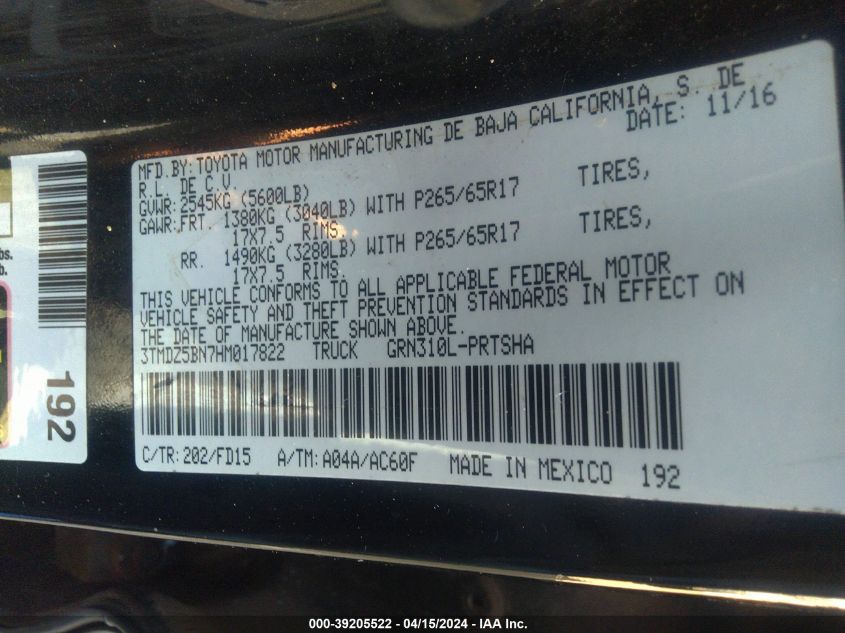 MFD.BY:TOYOTA MOTOR MANUFACTURING DE BAJA CALIFORNIA, S. DE
R.L. DE C.V. DATE: 11/16
GVWR:2545KG (5600LB)
GAWR:FRT. 1380KG (3040LB) WITH P265/65R17 TIRES,
17X7.5 RIMS.
RR. 1490KG (3280LB) WITH P265/65R17 TIRES,
17X7.5 RIMS.
THIS VEHICLE CONFORMS TO ALL APPLICABLE FEDERAL MOTOR
VEHICLE SAFETY AND THEFT PREVENTION STANDARDS IN EFFECT ON
THE DATE OF MANUFACTURE SHOWN ABOVE.
3TMDZ5BN7HM017822 TRUCK GRN310L-PRTSHA
C/TR:202/FD15 A/TM:A04A/AC60F MADE IN MEXICO 192
bs.
b.
192
000-39205522 - 04/15/2024 - IAA Inc.